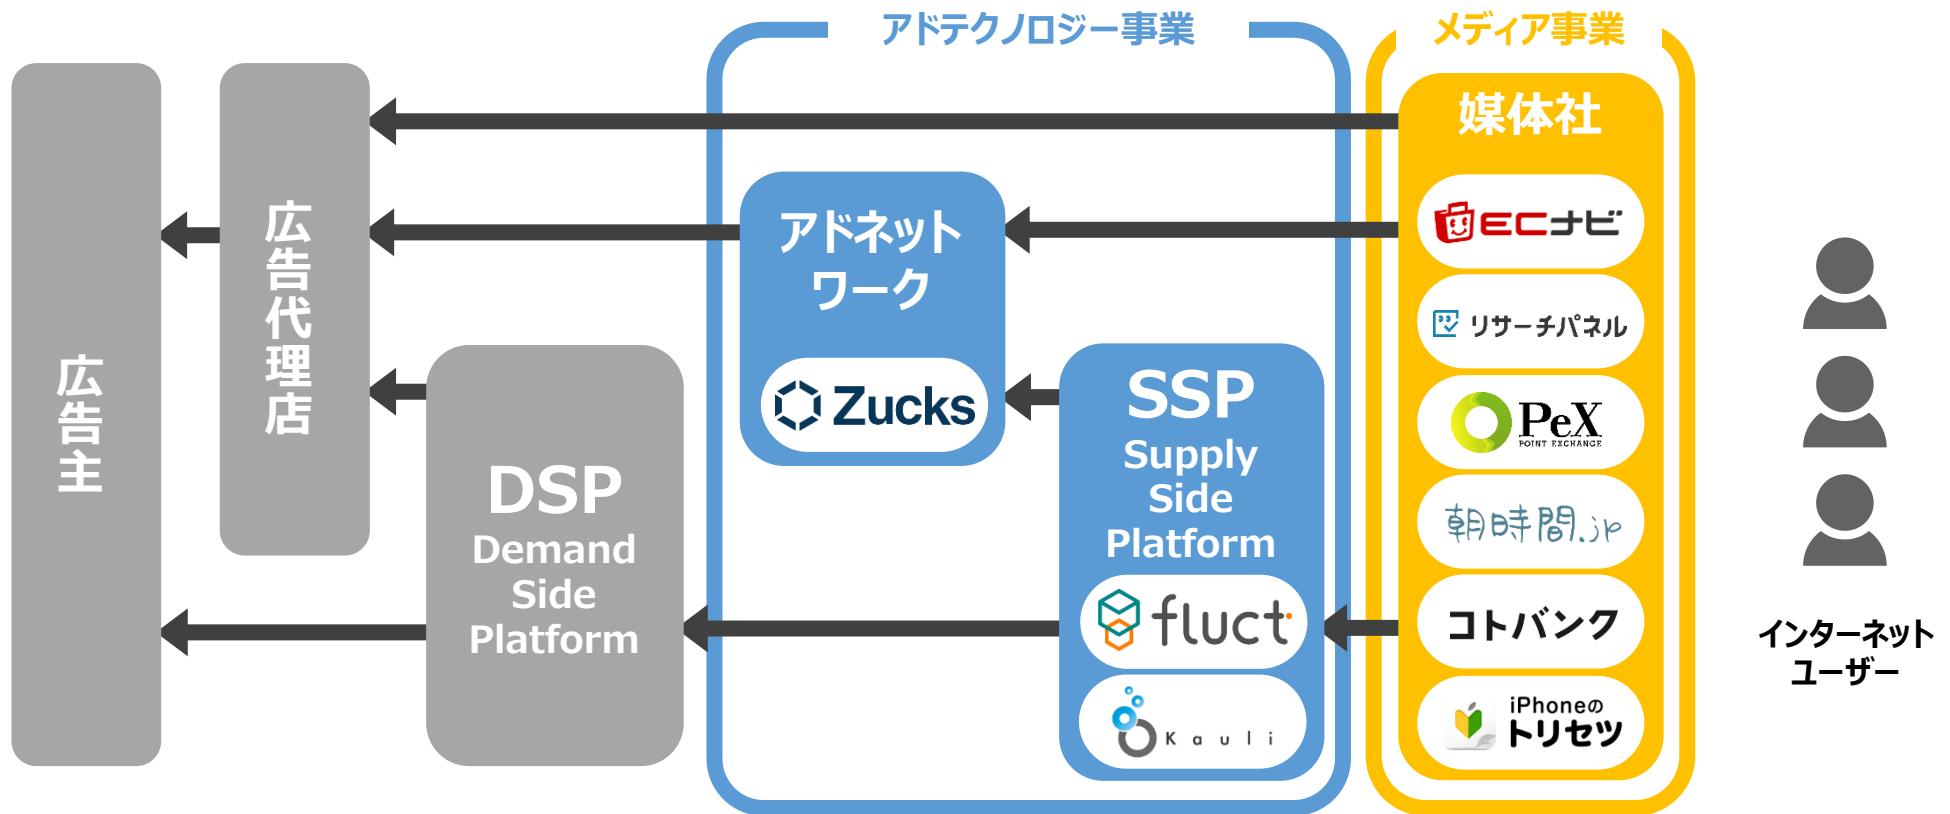 アドテクノロジー事業
メディア事業
広告主
広告代理店
DSP
Demand
Side
Platform
アドネット
ワーク
Zucks
SSP
Supply
Side
Platform
fluct
Kauli
媒体社
ECナビ
リサーチパネル
PeX
POINT EXCHANGE
朝時間.jp
コトバンク
iPhoneの
トリセツ
インターネット
ユーザー